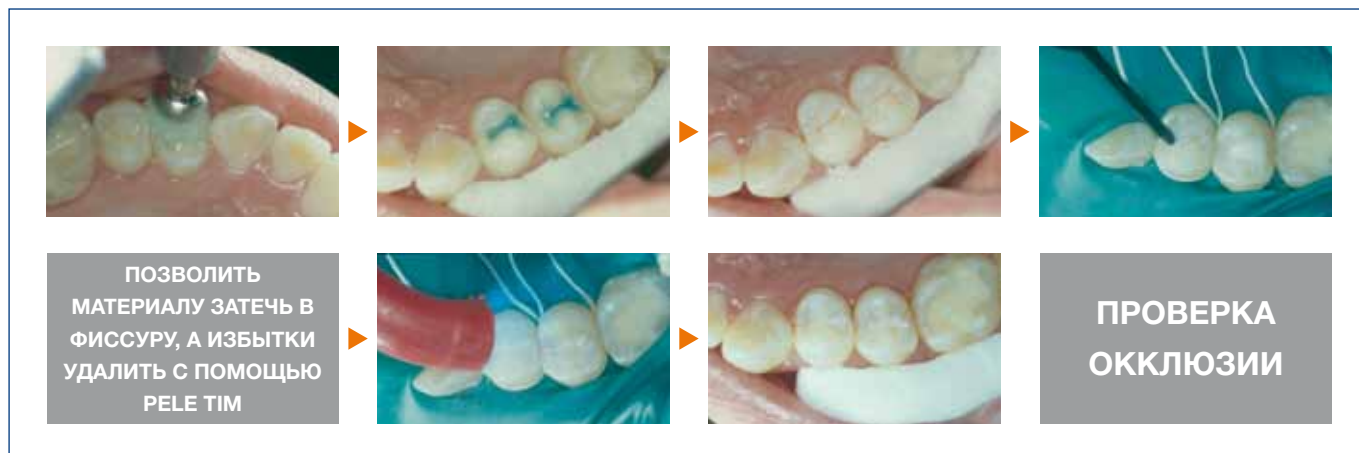 ПОЗВОЛИТЬ
МАТЕРИАЛУ ЗАТЕЧЬ В
ФИССУРУ, А ИЗБЫТКИ
УДАЛИТЬ С ПОМОЩЬЮ
PELE TIM
ПРОВЕРКА
ОККЛЮЗИИ